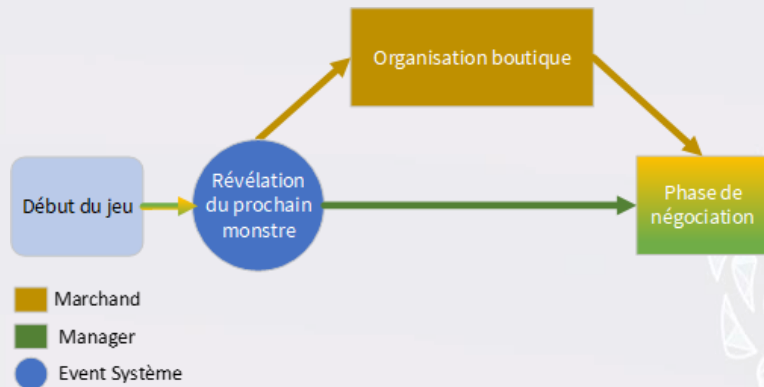 Organisation boutique
Début du jeu
Révélation
du prochain
monstre
Phase de
négociation
Marchand
Manager
Event Système